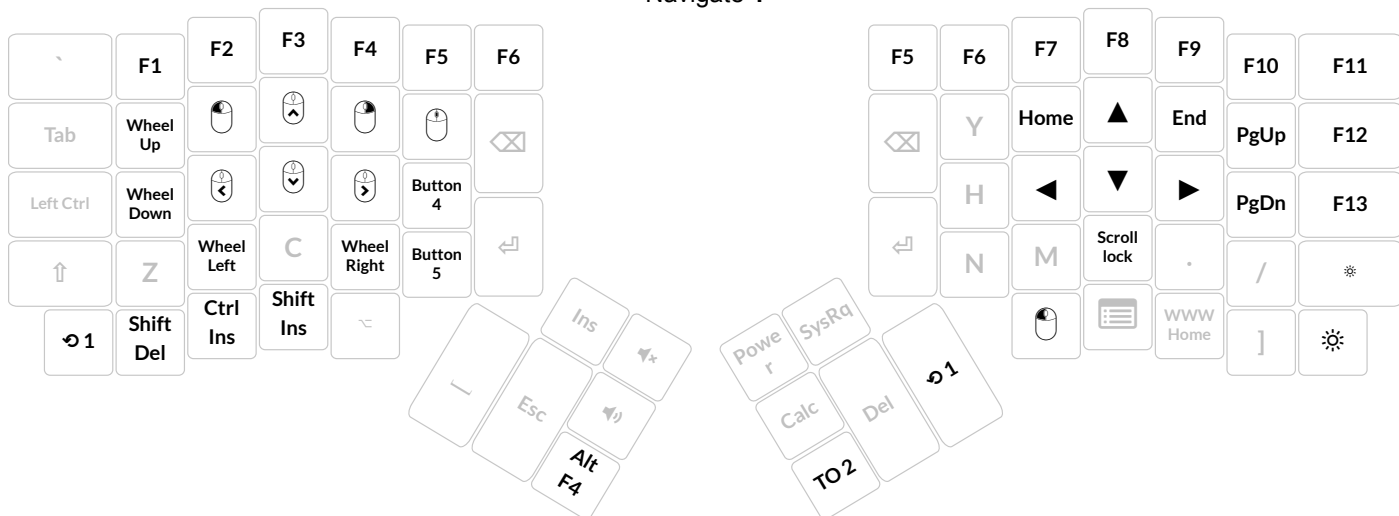 Navigate 1
` F1 F2 F3 F4 F5 F6 F5 F6 F7 F8 F9 F10 F11
Tab Wheel Up Y Home ▲ End PgUp F12
Left Ctrl Wheel Down Button 4 H ◀ ▼ ▶ PgDn F13
⇧ Z Wheel Left C Wheel Right Button 5 N M Scroll lock . /
⟲ 1 Shift Del Ctrl Ins Shift Ins WWW Home ]
Ins SysRq
[ Esc Power Calc Del ⟲ 1
Alt F4 TO 2